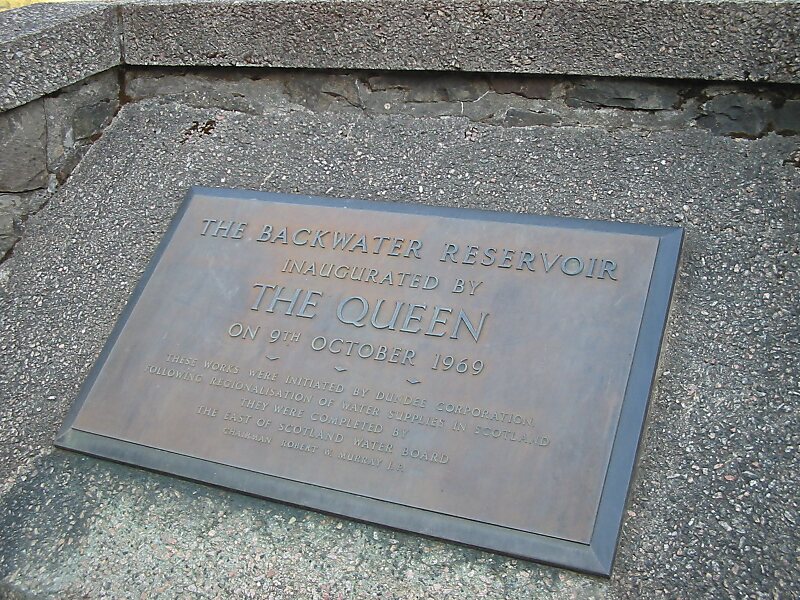 THE BACKWATER RESERVOIR
INAUGURATED BY
THE QUEEN
ON 9TH OCTOBER 1969
THESE WORKS WERE INITIATED BY DUNDEE CORPORATION.
FOLLOWING REGIONALISATION OF WATER SUPPLIES IN SCOTLAND
THEY WERE COMPLETED BY
THE EAST OF SCOTLAND WATER BOARD
CHAIRMAN ROBERT W. MURRAY J.P.